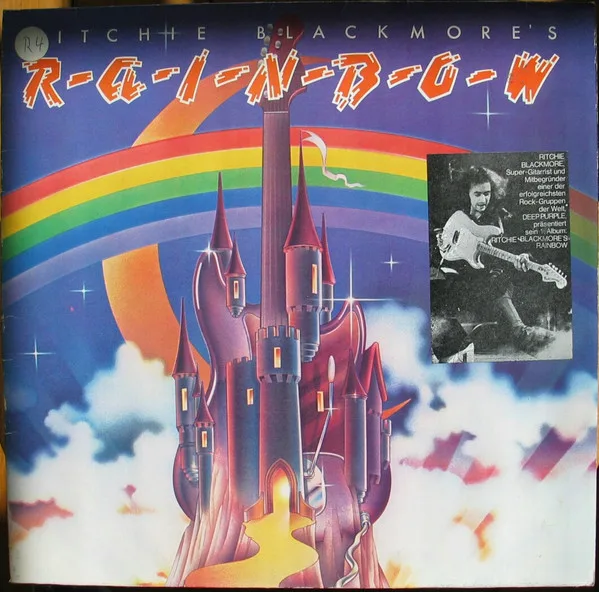 R4
RITCHIE BLACKMORE'S
R-A-I-N-B-O-W
RITCHIE
BLACKMORE,
Super-Gitarrist und
Mitbegründer
einer der
erfolgreichsten
Rock-Gruppen
der Welt,
DEEP PURPLE,
präsentiert
sein Album:
RITCHIE BLACKMORE'S
RAINBOW